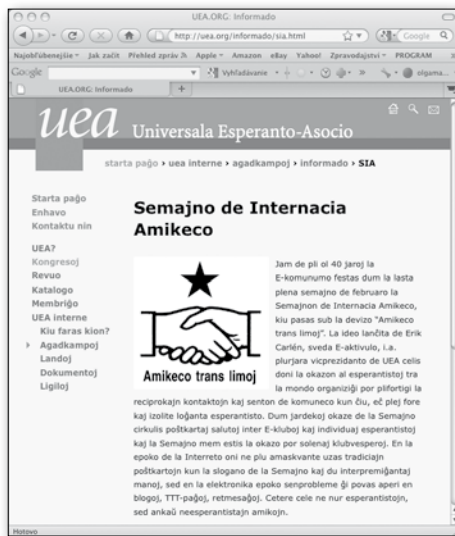 UEA.ORG: Informado
http://uea.org/informado/sia.html
Google
Najobľúbenejšie
Jak začít
Přehled zpráv
Apple
Amazon
eBay
Yahoo!
Zpravodajství
PROGRAM
»
Google
Vyhľadávanie
»
olgama...
UEA.ORG: Informado
+
uea Universala Esperanto-Asocio
starta paĝo › uea interne › agadkampoj › informado › SIA
Starta paĝo
Enhavo
Kontaktu nin
UEA?
Kongresoj
Revuo
Katalogo
Membriĝo
UEA interne
Kiu faras kion?
Agadkampoj
Landoj
Dokumentoj
Ligiloj
Semajno de Internacia
Amikeco
Amikeco trans limoj
Jam de pli ol 40 jaroj la
E-komunumo festas dum la lasta
plena semajno de februaro la
Semajnon de Internacia Amikeco,
kiu pasas sub la devizo "Amikeco
trans limoj". La ideo lanĉita de Erik
Carlén, sveda E-aktivulo, i.a.
plurjara vicprezidanto de UEA celis
doni la okazon al esperantistoj tra
la mondo organiziĝi por plifortigi la
reciprokajn kontaktojn kaj senton de komuneco kun ĉiu, eĉ plej fore
kaj izolite loĝanta esperantisto. Dum jardekoj okaze de la Semajno
cirkulis poŝtkartaj salutoj inter E-kluboj kaj individuaj esperantistoj
kaj la Semajno mem estis la okazo por solenaj klubvesperoj. En la
epoko de la Interreto oni ne plu amaskvante uzas tradiciajn
poŝtkartojn kun la slogano de la Semajno kaj du interpremiĝantaj
manoj, sed en la elektronika epoko senprobleme ĝi povas aperi en
blogoj, TTT-paĝoj, retmesaĝoj. Cetere cele ne nur esperantistojn,
sed ankaŭ neesperantistajn amikojn.
Hotovo